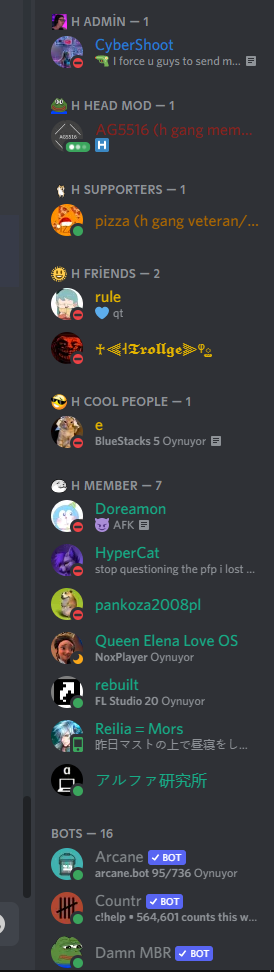 H ADMİN — 1
CyberShoot
I force u guys to send m...
H HEAD MOD — 1
AG5516
AG5516 (h gang mem...
H
H SUPPORTERS — 1
pizza (h gang veteran/...
H FRİENDS — 2
rule
qt
𝕿𝖗𝖔𝖑𝖑𝖌𝖊
H COOL PEOPLE — 1
e
BlueStacks 5 Oynuyor
H MEMBER — 7
Doreamon
AFK
HyperCat
stop questioning the pfp i lost ...
pankoza2008pl
Queen Elena Love OS
NoxPlayer Oynuyor
rebuilt
FL Studio 20 Oynuyor
Reilia = Mors
昨日マストの上で昼寝をし...
アルファ研究所
BOTS — 16
Arcane ✓ BOT
arcane.bot 95/736 Oynuyor
Countr ✓ BOT
c!help • 564,601 counts this w...
Damn MBR ✓ BOT